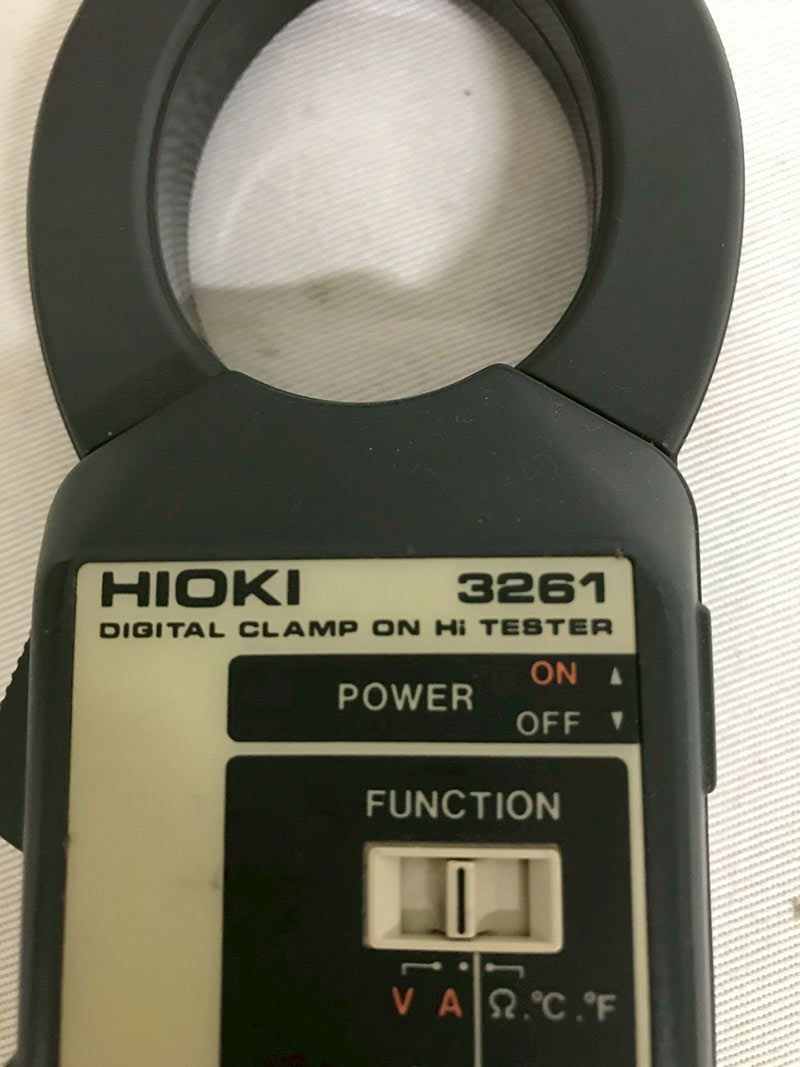 HIOKI 3261
DIGITAL CLAMP ON Hi TESTER
POWER ON ▲
OFF ▼
FUNCTION
V A Ω.°C.°F